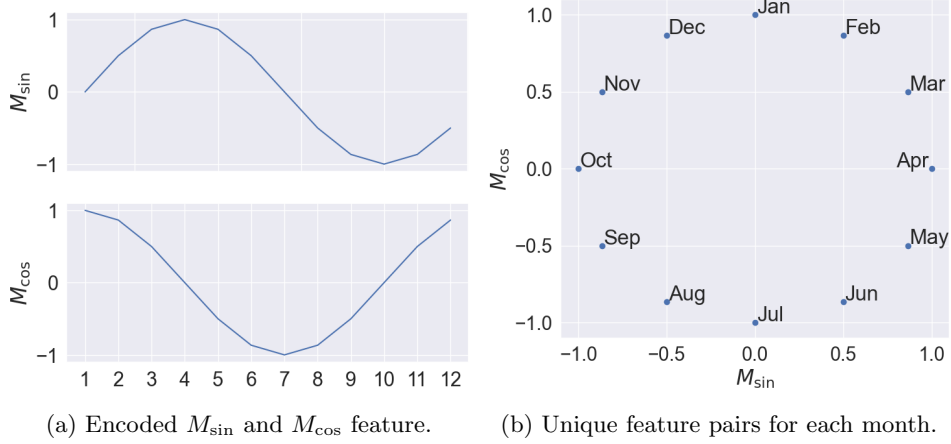 1
0
−1
M_sin
1
0
−1
M_cos
1 2 3 4 5 6 7 8 9 10 11 12
(a) Encoded M_sin and M_cos feature.
1.0
0.5
0.0
−0.5
−1.0
M_cos
Jan
Dec Feb
Nov Mar
Oct Apr
Sep May
Aug Jun
Jul
−1.0 −0.5 0.0 0.5 1.0
M_sin
(b) Unique feature pairs for each month.